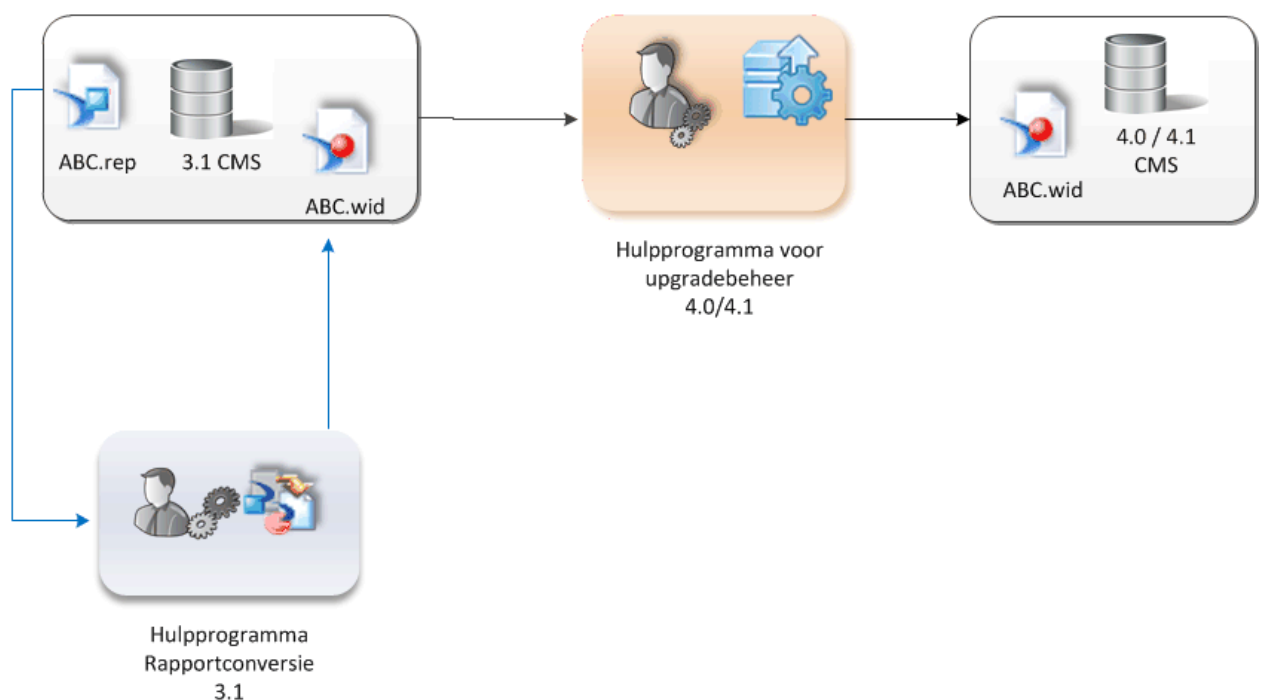 ABC.rep
3.1 CMS
ABC.wid
Hulpprogramma voor
upgradebeheer
4.0/4.1
ABC.wid
4.0 / 4.1
CMS
Hulpprogramma
Rapportconversie
3.1